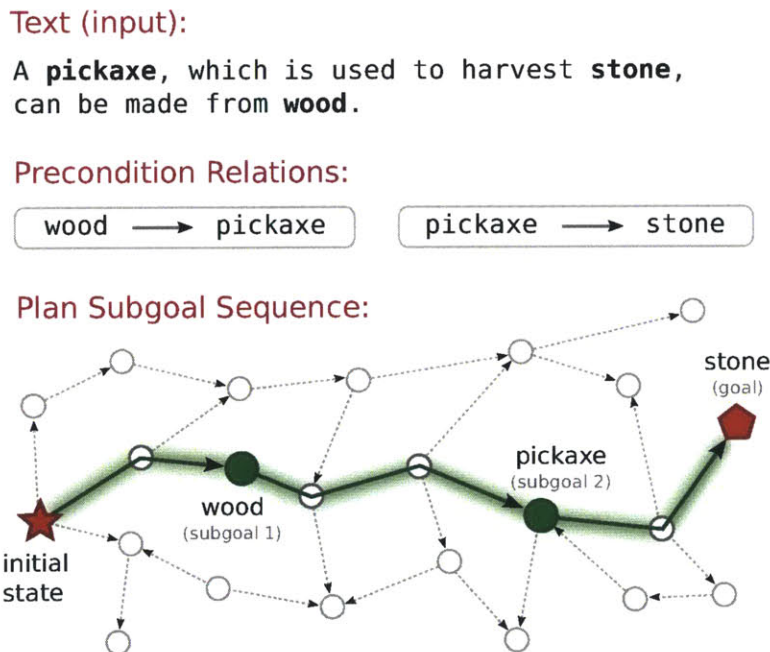 Text (input):
A pickaxe, which is used to harvest stone,
can be made from wood.
Precondition Relations:
wood pickaxe
pickaxe stone
Plan Subgoal Sequence:
stone
(goal)
pickaxe
(subgoal 2)
wood
(subgoal 1)
initial
state